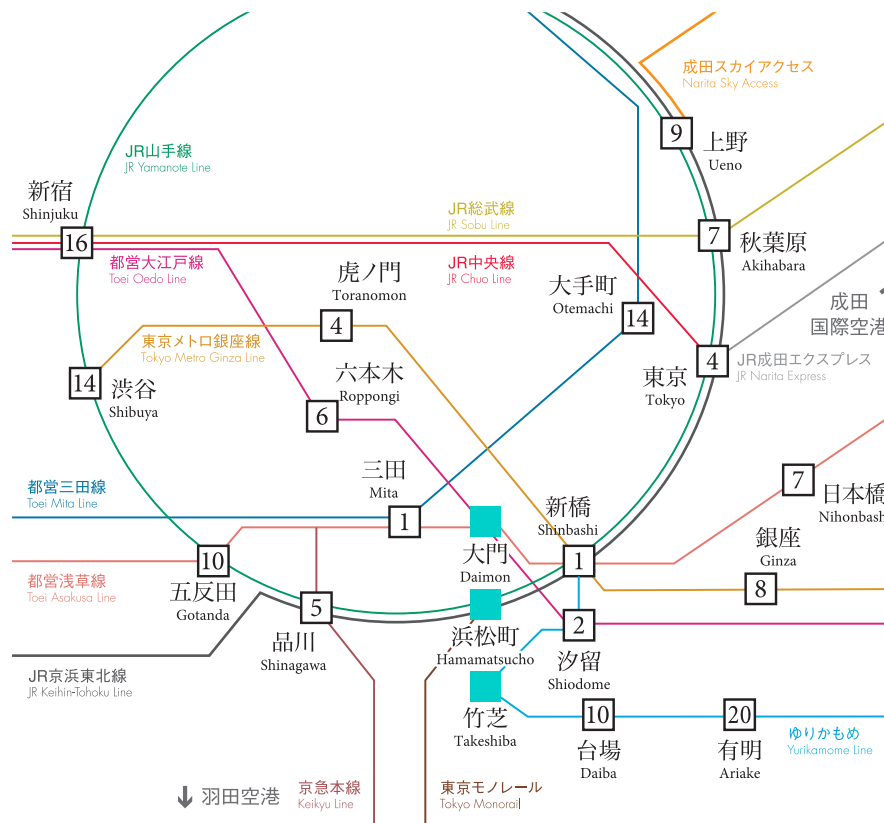 成田スカイアクセス
Narita Sky Access
9
上野
Ueno
JR山手線
JR Yamanote Line
新宿
Shinjuku
16
JR総武線
JR Sobu Line
7
秋葉原
Akihabara
都営大江戸線
Toei Oedo Line
虎ノ門
Toranomon
4
JR中央線
JR Chuo Line
大手町
Otemachi
14
成田
国際空港
東京メトロ銀座線
Tokyo Metro Ginza Line
14
渋谷
Shibuya
六本木
Roppongi
6
東京
Tokyo
4
JR成田エクスプレス
JR Narita Express
三田
Mita
1
都営三田線
Toei Mita Line
新橋
Shinbashi
1
7
日本橋
Nihonbash
大門
Daimon
銀座
Ginza
8
10
五反田
Gotanda
都営浅草線
Toei Asakusa Line
5
品川
Shinagawa
浜松町
Hamamatsucho
2
汐留
Shiodome
JR京浜東北線
JR Keihin-Tohoku Line
竹芝
Takeshiba
10
台場
Daiba
20
有明
Ariake
ゆりかもめ
Yurikamome Line
羽田空港
京急本線
Keikyu Line
東京モノレール
Tokyo Monorail